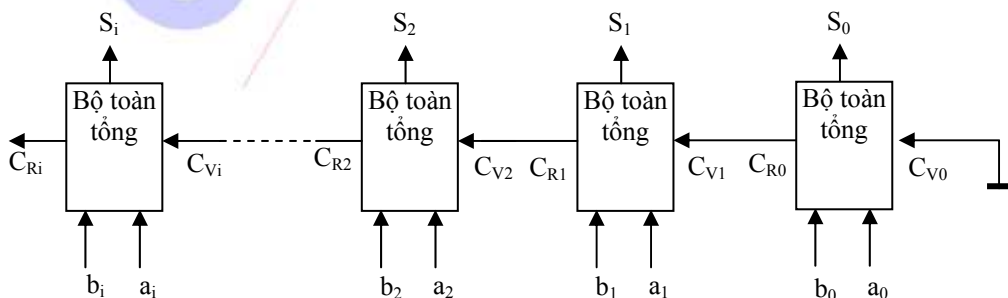 S_i S_2 S_1 S_0
Bộ toàn Bộ toàn Bộ toàn Bộ toàn
tổng tổng tổng tổng
C_Ri C_Vi C_R2 C_V2 C_R1 C_V1 C_R0 C_V0
b_i a_i b_2 a_2 b_1 a_1 b_0 a_0